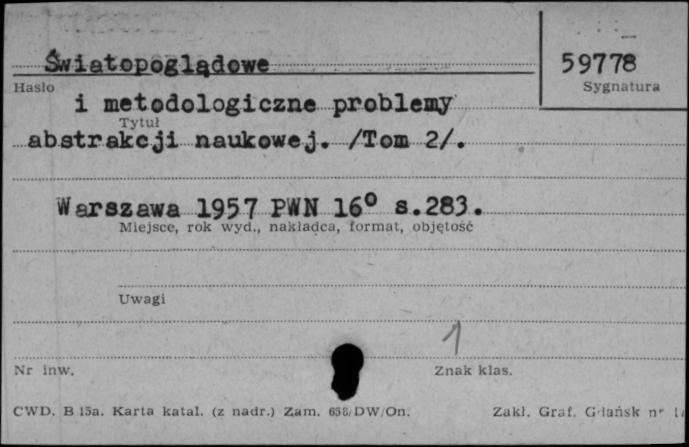 Światopoglądowe
59778
Hasło
Sygnatura
i metodologiczne problemy
Tytuł
abstrakcji naukowej. /Tom 2/.
Warszawa 1957 PWN 16° s.283.
Miejsce, rok wyd., nakładca, format, objętość
Uwagi
1
Nr inw.
Znak klas.
CWD. B 15a. Karta katal. (z nadr.) Zam. 658/DW/On.
Zakł. Graf. Gdańsk nr